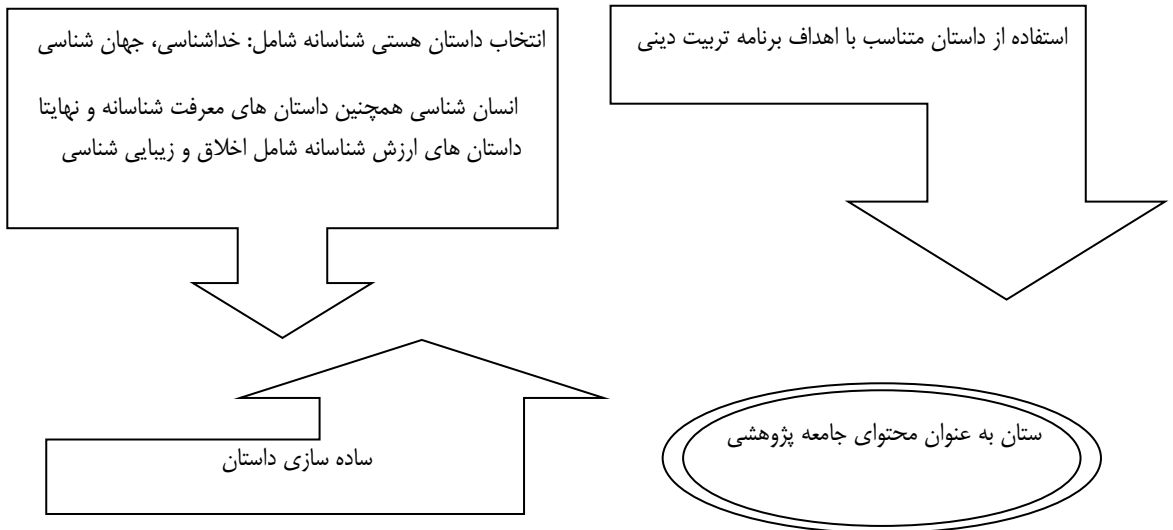 استفاده از داستان متناسب با اهداف برنامه تربیت دینی
انتخاب داستان هستی شناسانه شامل: خداشناسی، جهان شناسی
انسان شناسی همچنین داستان های معرفت شناسانه و نهایتا
داستان های ارزش شناسانه شامل اخلاق و زیبایی شناسی
ستان به عنوان محتوای جامعه پژوهشی
ساده سازی داستان